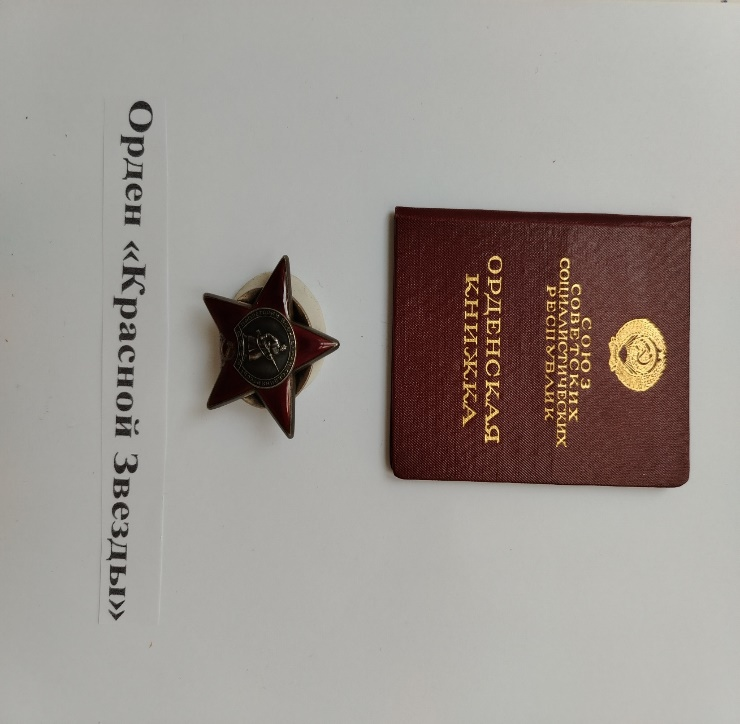 СОЮЗ
СОВЕТСКИХ
СОЦИАЛИСТИЧЕСКИХ
РЕСПУБЛИК
ОРДЕНСКАЯ
КНИЖКА
Орден «Красной Звезды»